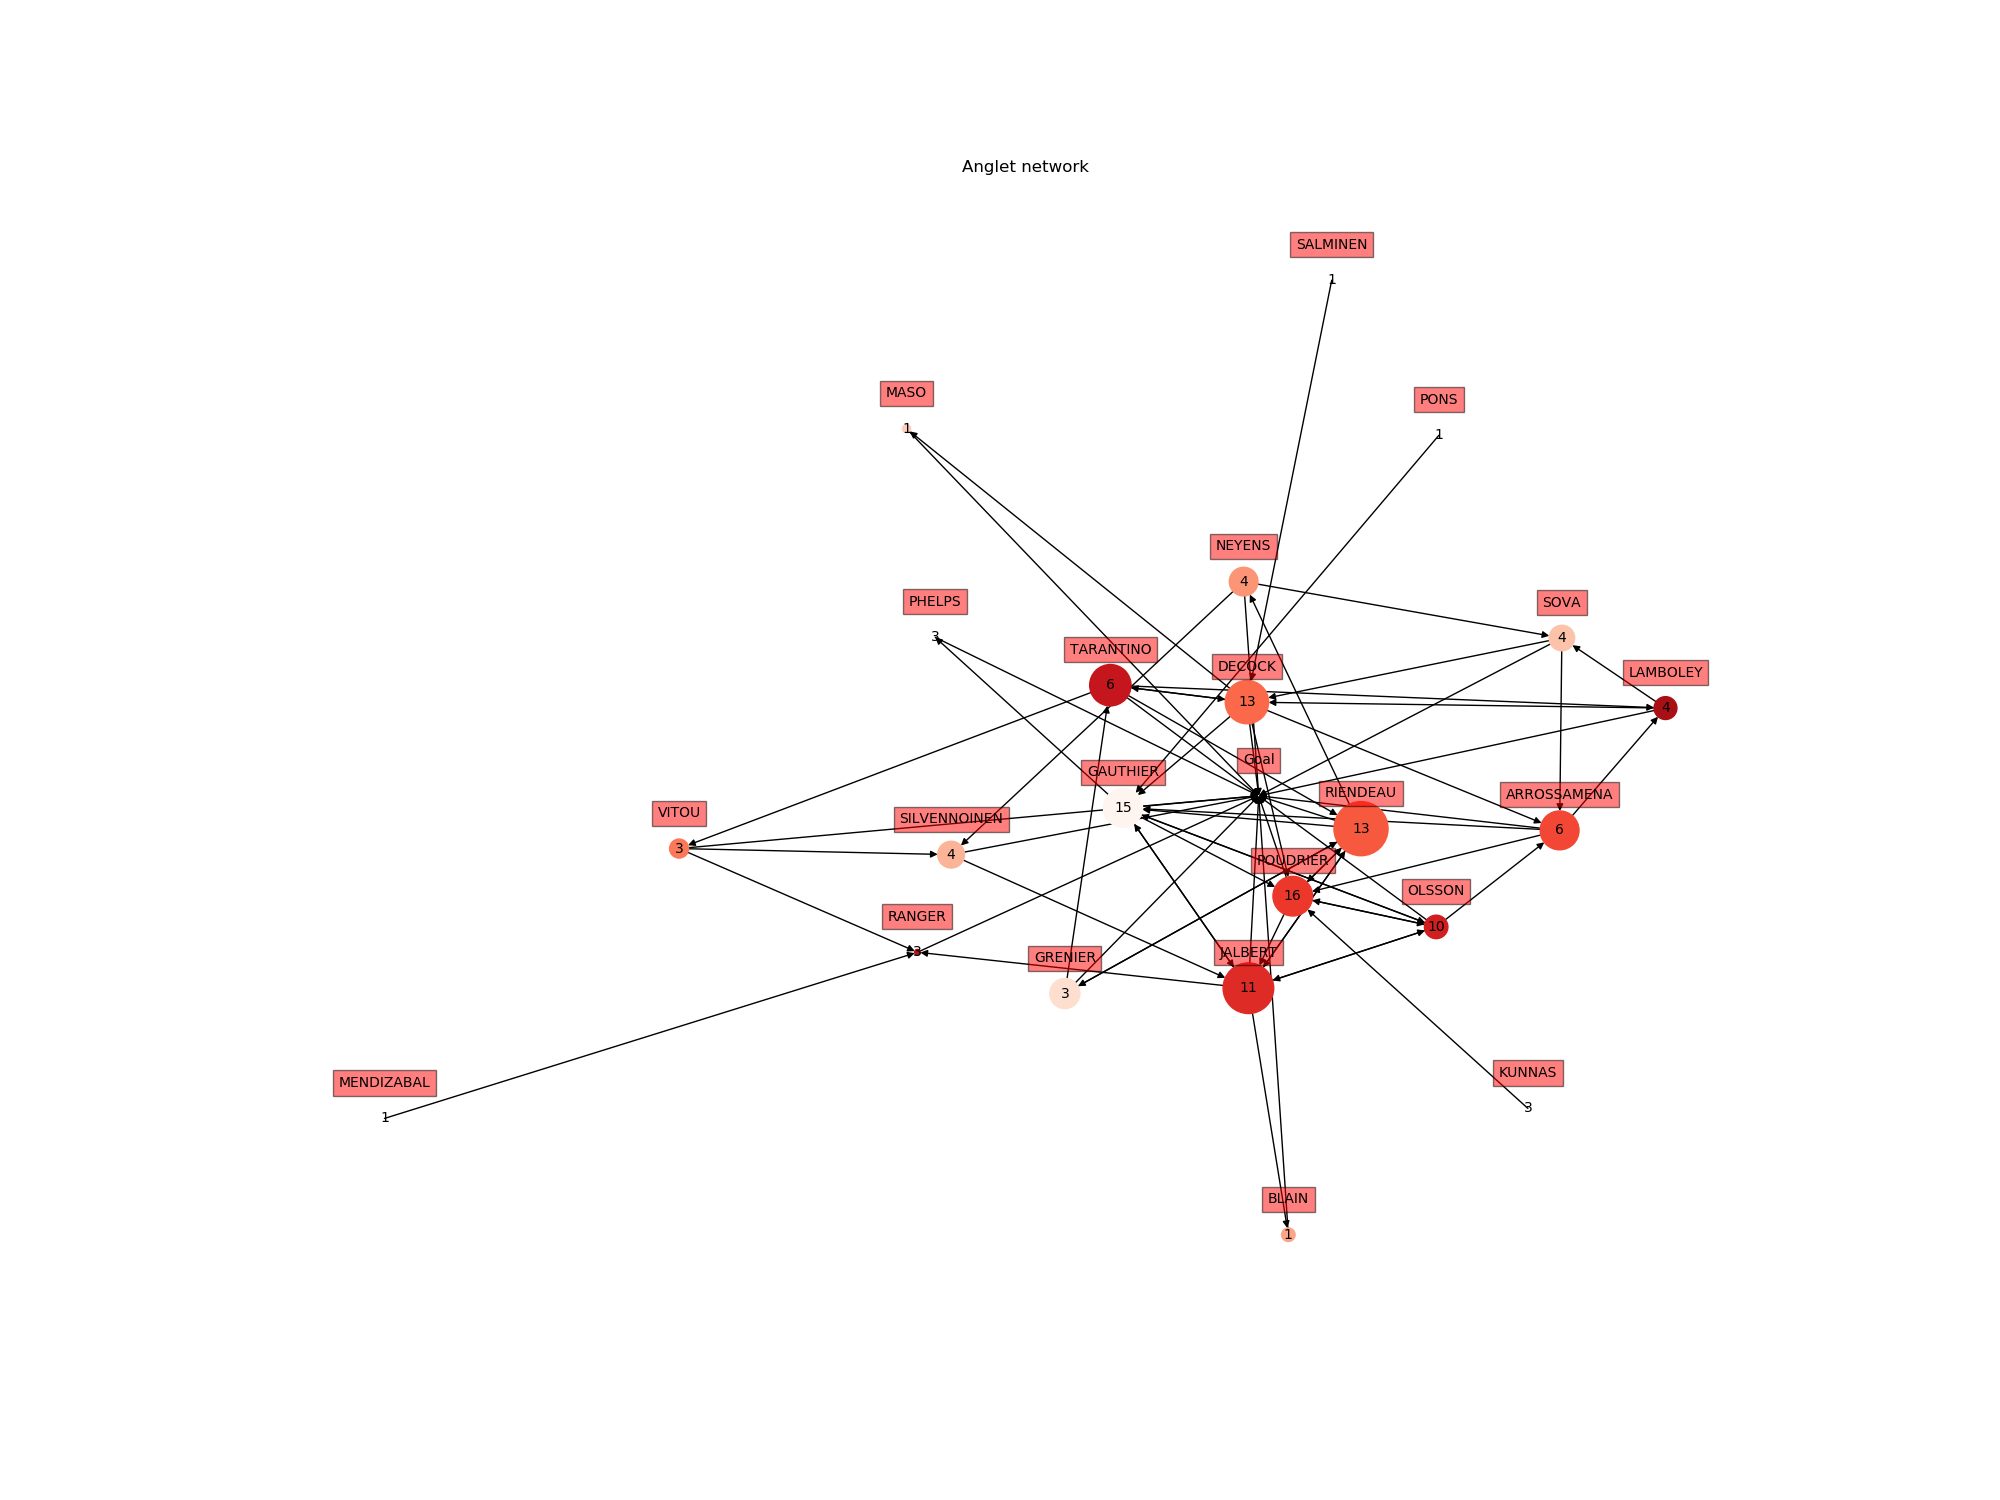 Anglet network
SALMINEN
1
MASO
1
PONS
1
NEYENS
4
PHELPS
3
SOVA
4
TARANTINO
6
DECOCK
13
LAMBOLEY
4
Goal
GAUTHIER
15
RIENDEAU
13
ARROSSAMENA
6
VITOU
3
SILVENNOINEN
4
POUDRIER
16
OLSSON
10
RANGER
3
GRENIER
3
JALBERT
11
MENDIZABAL
1
KUNNAS
3
BLAIN
1